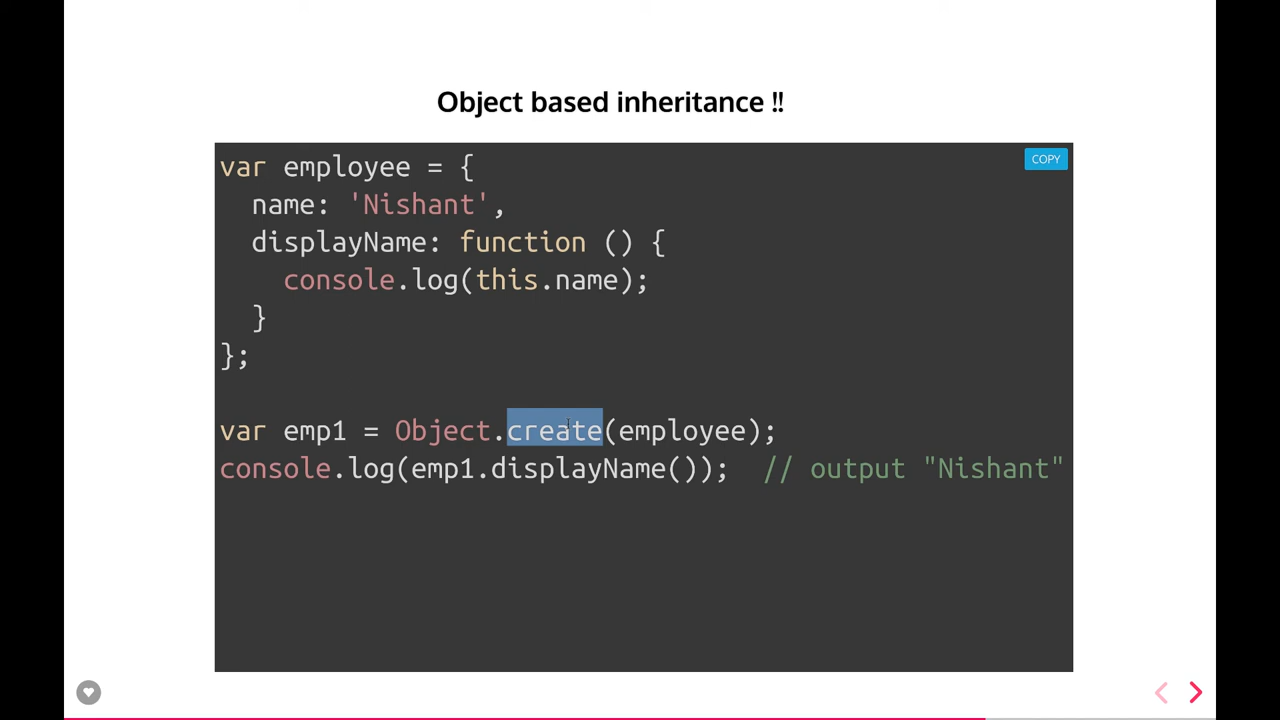 Object based inheritance !!
COPY
var employee = {
  name: 'Nishant',
  displayName: function () {
    console.log(this.name);
  }
};
var emp1 = Object.create(employee);
console.log(emp1.displayName());  // output "Nishant"